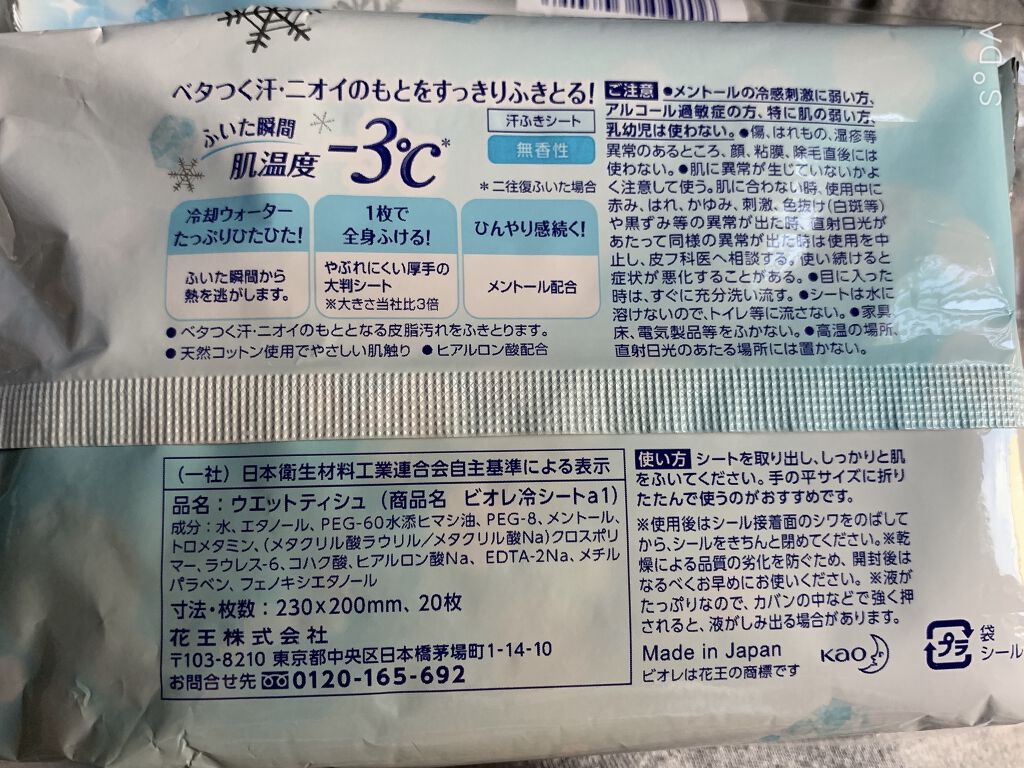 ベタつく汗・ニオイのもとをすっきりふきとる!
ふいた瞬間
肌温度
-3℃*
汗ふきシート
無香性
*二往復ふいた場合
冷却ウォーター
たっぷりひたひた!
ふいた瞬間から
熱を逃がします。
1枚で
全身ふける!
やぶれにくい厚手の
大判シート
※大きさ当社比3倍
ひんやり感続く!
メントール配合
●ベタつく汗・ニオイのもととなる皮脂汚れをふきとります。
●天然コットン使用でやさしい肌触り ●ヒアルロン酸配合
ご注意 ●メントールの冷感刺激に弱い方、
アルコール過敏症の方、特に肌の弱い方、
乳幼児は使わない。●傷、はれもの、湿疹等
異常のあるところ、顔、粘膜、除毛直後には
使わない。●肌に異常が生じていないかよ
く注意して使う。肌に合わない時、使用中に
赤み、はれ、かゆみ、刺激、色抜け(白斑等)
や黒ずみ等の異常が出た時、直射日光が
あたって同様の異常が出た時は使用を中
止し、皮フ科医へ相談する。使い続けると
症状が悪化することがある。●目に入った
時は、すぐに充分洗い流す。●シートは水に
溶けないので、トイレ等に流さない。●家具、
床、電気製品等をふかない。●高温の場所、
直射日光のあたる場所には置かない。
(一社)日本衛生材料工業連合会自主基準による表示
品名:ウエットティシュ(商品名 ビオレ冷シートa1)
成分:水、エタノール、PEG-60水添ヒマシ油、PEG-8、メントール、
トロメタミン、(メタクリル酸ラウリル/メタクリル酸Na)クロスポリ
マー、ラウレス-6、コハク酸、ヒアルロン酸Na、EDTA-2Na、メチル
パラベン、フェノキシエタノール
寸法・枚数:230×200mm、20枚
花王株式会社
〒103-8210 東京都中央区日本橋茅場町1-14-10
お問合せ先 0120-165-692
使い方 シートを取り出し、しっかりと肌
をふいてください。手の平サイズに折り
たたんで使うのがおすすめです。
※使用後はシール接着面のシワをのばして
から、シールをきちんと閉めてください。※乾
燥による品質の劣化を防ぐため、開封後は
なるべくお早めにお使いください。※液が
たっぷりなので、カバンの中などで強く押
されると、液がしみ出る場合があります。
Made in Japan
ビオレは花王の商標です
Kao
プラ
袋
シール
SODA